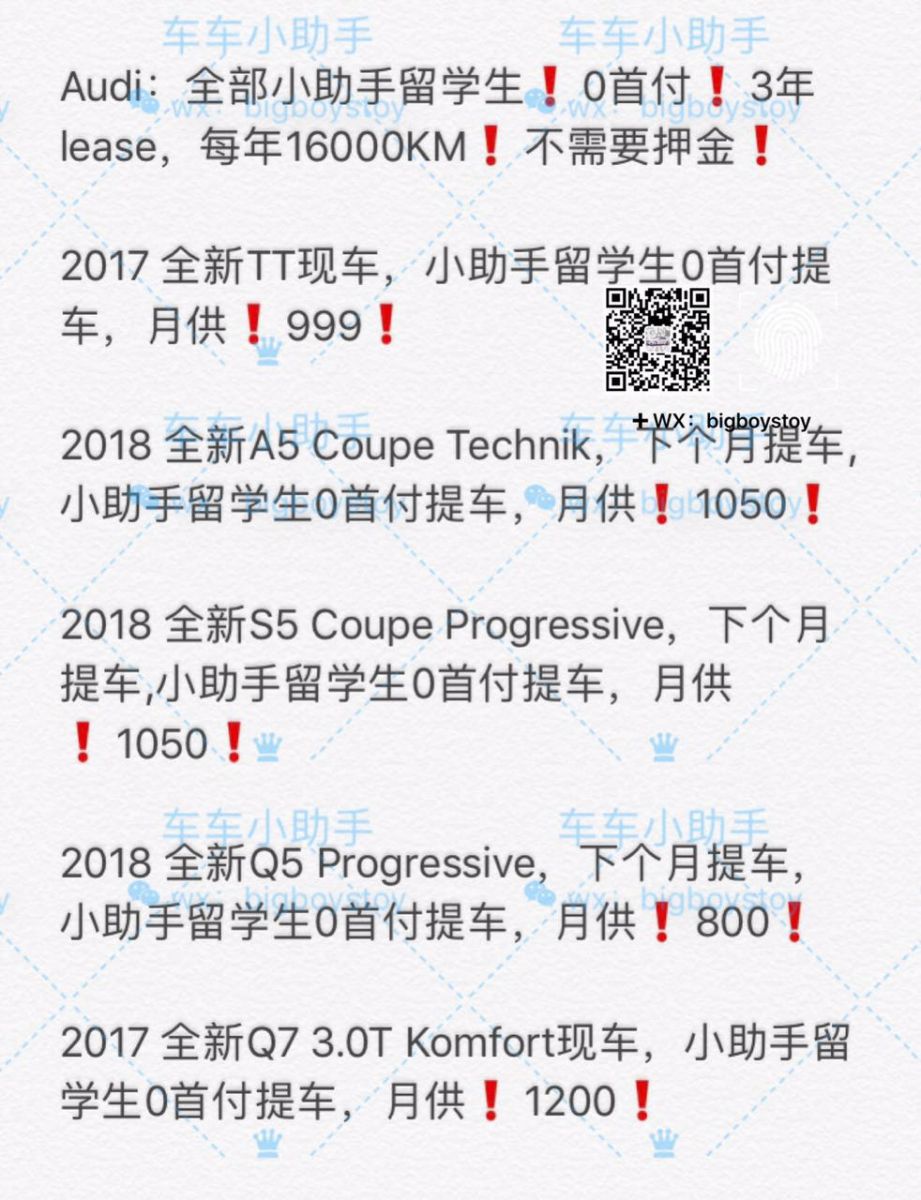 车车小助手 车车小助手
Audi：全部小助手留学生❗️0首付❗️3年
wx：bigboystoy wx：bigboystoy
lease，每年16000KM❗️不需要押金❗️
2017 全新TT现车，小助手留学生0首付提
车，月供❗️999❗️
＋WX：bigboystoy
车车小助手 车车小助手
2018 全新A5 Coupe Technik，下个月提车,
小助手留学生0首付提车，月供❗️1050❗️
wx：bigboystoy wx：bigboystoy
2018 全新S5 Coupe Progressive，下个月
提车,小助手留学生0首付提车，月供
❗️1050❗️
车车小助手 车车小助手
2018 全新Q5 Progressive，下个月提车，
wx：bigboystoy wx：bigboystoy
小助手留学生0首付提车，月供❗️800❗️
2017 全新Q7 3.0T Komfort现车，小助手留
学生0首付提车，月供❗️1200❗️